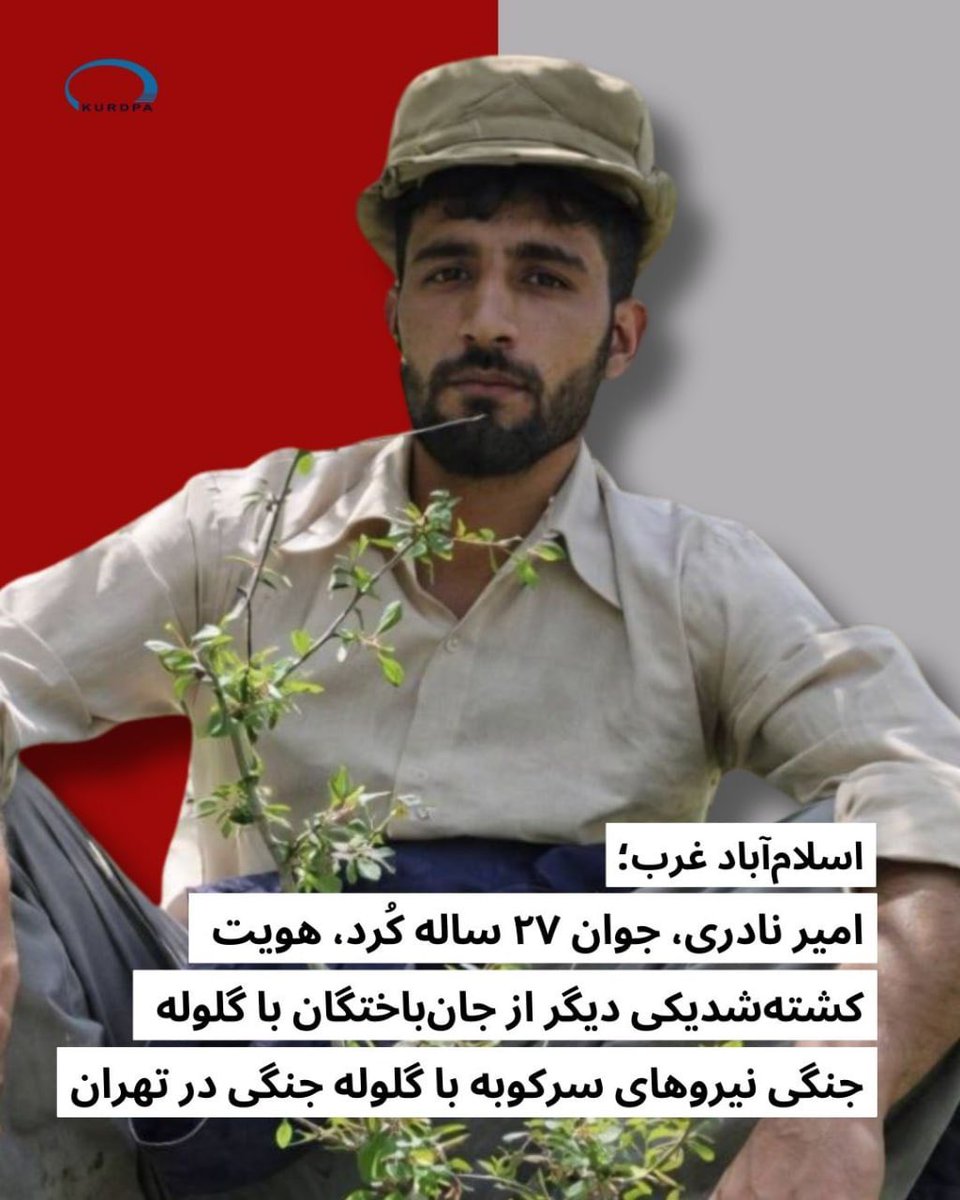 KURDPA
اسلام‌آباد غرب؛
امیر نادری، جوان ۲۷ ساله کُرد، هویت
کشته‌شدیکی دیگر از جان‌باختگان با گلوله
جنگی نیروهای سرکوبه با گلوله جنگی در تهران